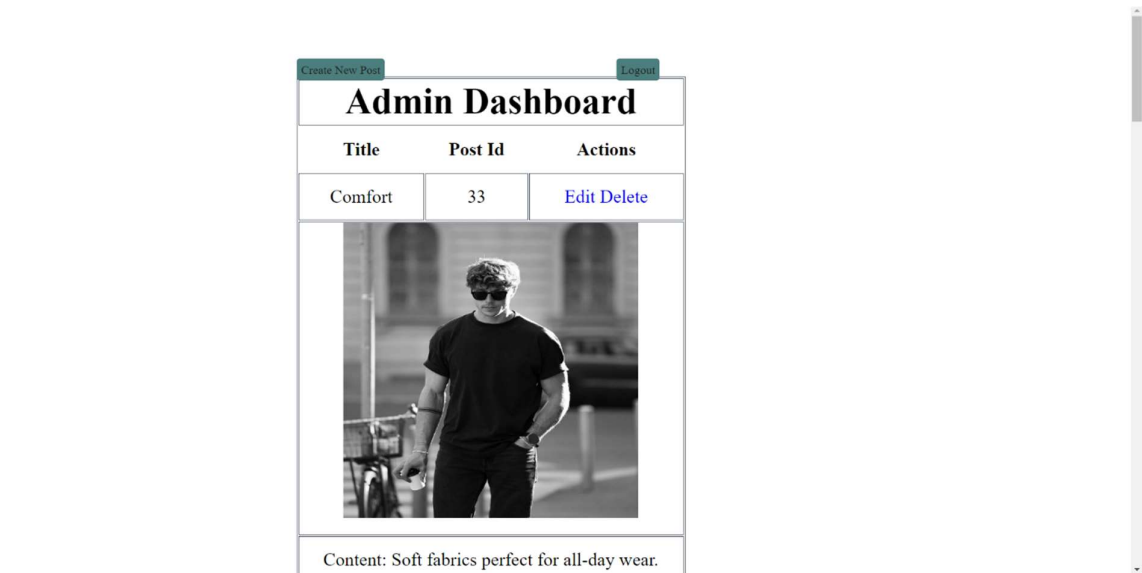 Create New Post Logout
Admin Dashboard
Title Post Id Actions
Comfort 33 Edit Delete
Content: Soft fabrics perfect for all-day wear.